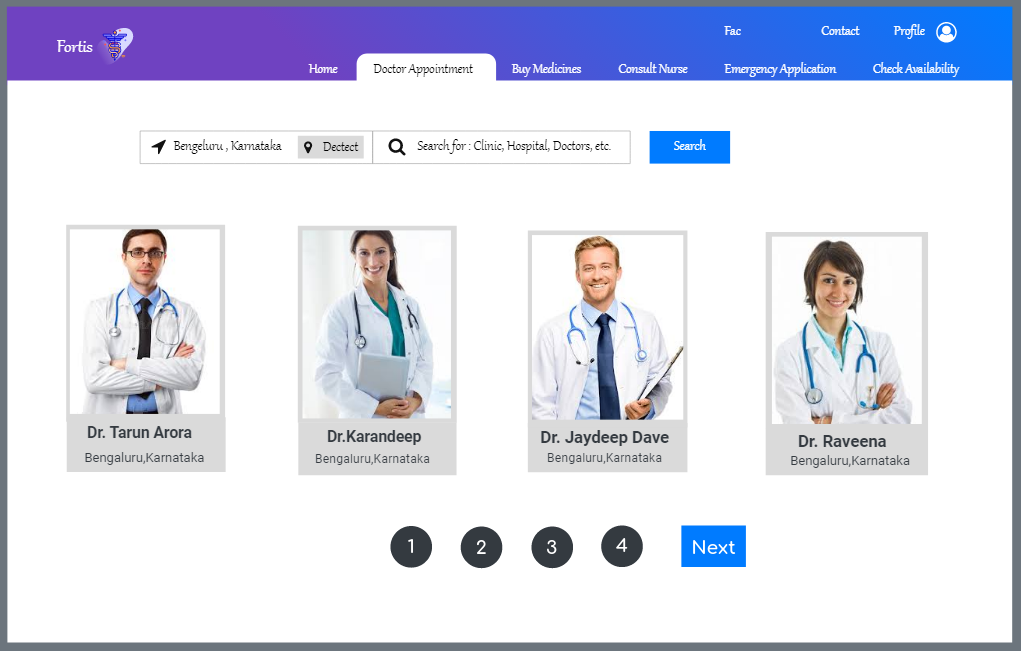 Fac Contact Profile
Fortis
Home Doctor Appointment Buy Medicines Consult Nurse Emergency Application Check Availability
Bengeluru , Karnataka Dectect Search for : Clinic, Hospital, Doctors, etc. Search
Dr. Tarun Arora Dr.Karandeep Dr. Jaydeep Dave Dr. Raveena
Bengaluru,Karnataka Bengaluru,Karnataka Bengaluru,Karnataka Bengaluru,Karnataka
1 2 3 4 Next